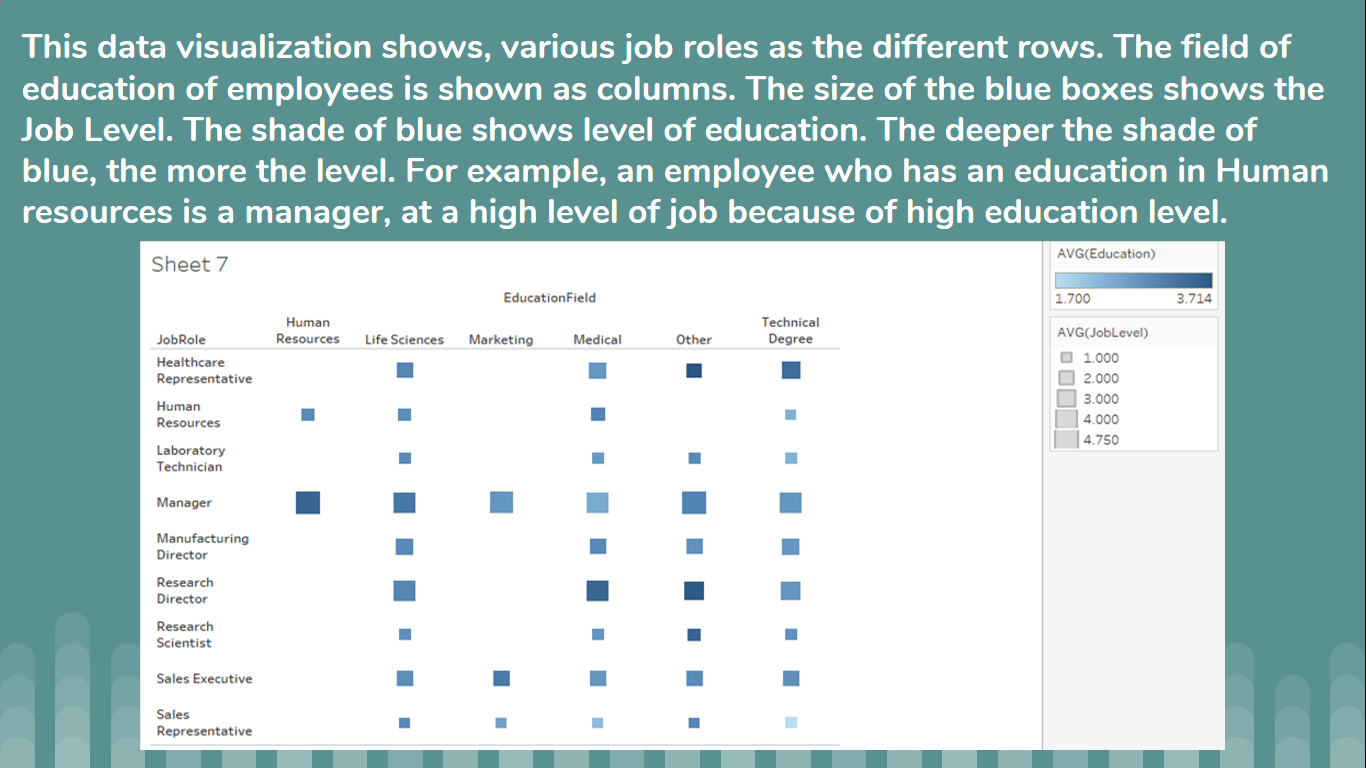 This data visualization shows, various job roles as the different rows. The field of
education of employees is shown as columns. The size of the blue boxes shows the
Job Level. The shade of blue shows level of education. The deeper the shade of
blue, the more the level. For example, an employee who has an education in Human
resources is a manager, at a high level of job because of high education level.
Sheet 7
EducationField
JobRole
Human
Resources
Life Sciences
Marketing
Medical
Other
Technical
Degree
Healthcare
Representative
Human
Resources
Laboratory
Technician
Manager
Manufacturing
Director
Research
Director
Research
Scientist
Sales Executive
Sales
Representative
AVG(Education)
1.700 3.714
AVG(JobLevel)
1.000
2.000
3.000
4.000
4.750